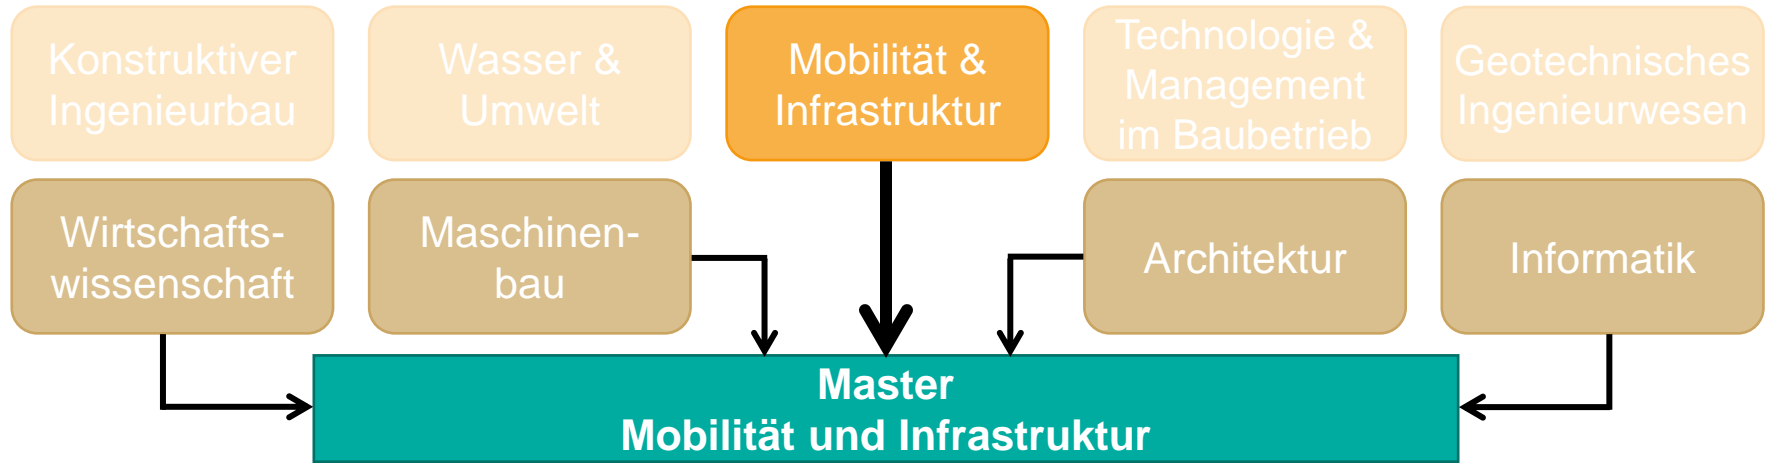 Konstruktiver
Ingenieurbau
Wasser &
Umwelt
Mobilität &
Infrastruktur
Technologie &
Management
im Baubetrieb
Geotechnisches
Ingenieurwesen
Wirtschafts-
wissenschaft
Maschinen-
bau
Architektur
Informatik
Master
Mobilität und Infrastruktur